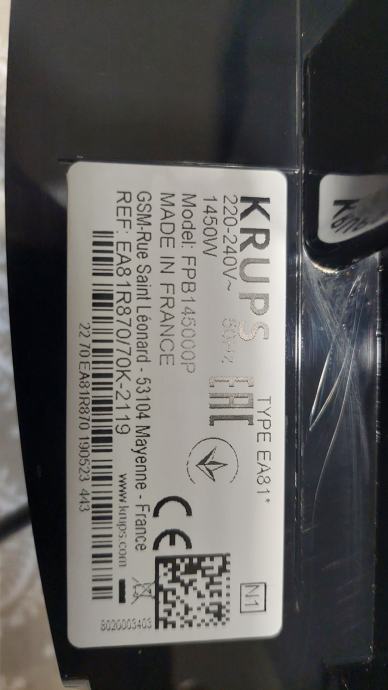 KRUPS
TYPE EA81*
220-240V~ 50Hz
1450W
EAC
N1
Model: FPB145000P
MADE IN FRANCE
GSM-Rue Saint Léonard - 53104 Mayenne - France
REF: EA81R870/70K-2119
www.krups.com
CE
22 70 EA81R870 190523 443
8020003403